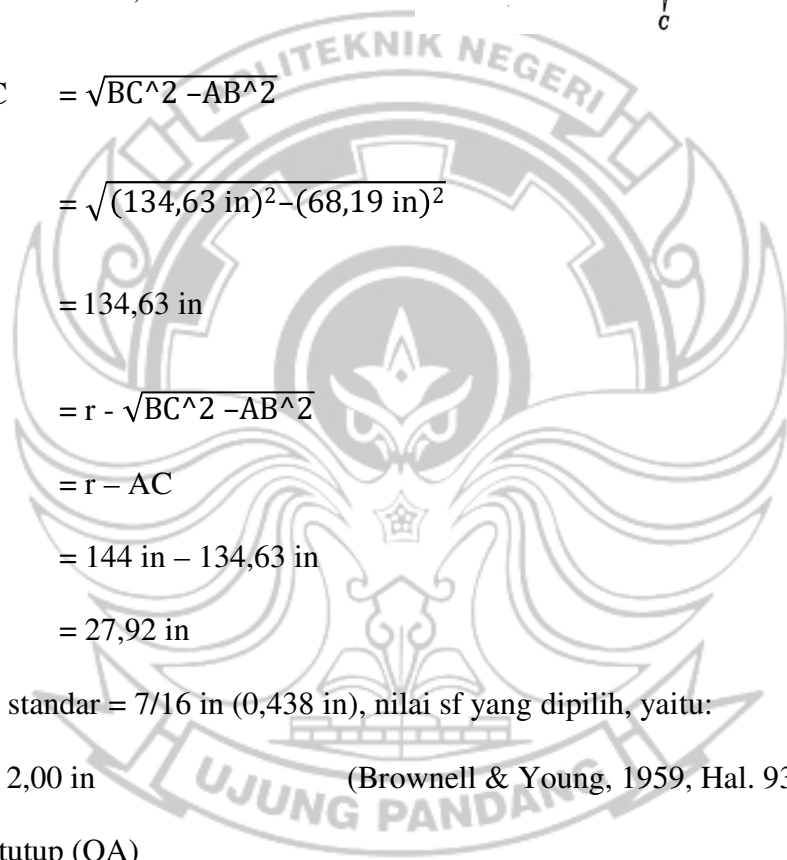 C
POLITEKNIK NEGERI
C = √BC^2 –AB^2
= √(134,63 in)²–(68,19 in)²
= 134,63 in
= r - √BC^2 –AB^2
= r – AC
= 144 in – 134,63 in
= 27,92 in
standar = 7/16 in (0,438 in), nilai sf yang dipilih, yaitu:
2,00 in (Brownell & Young, 1959, Hal. 93
UJUNG PANDANG
tutup (OA)